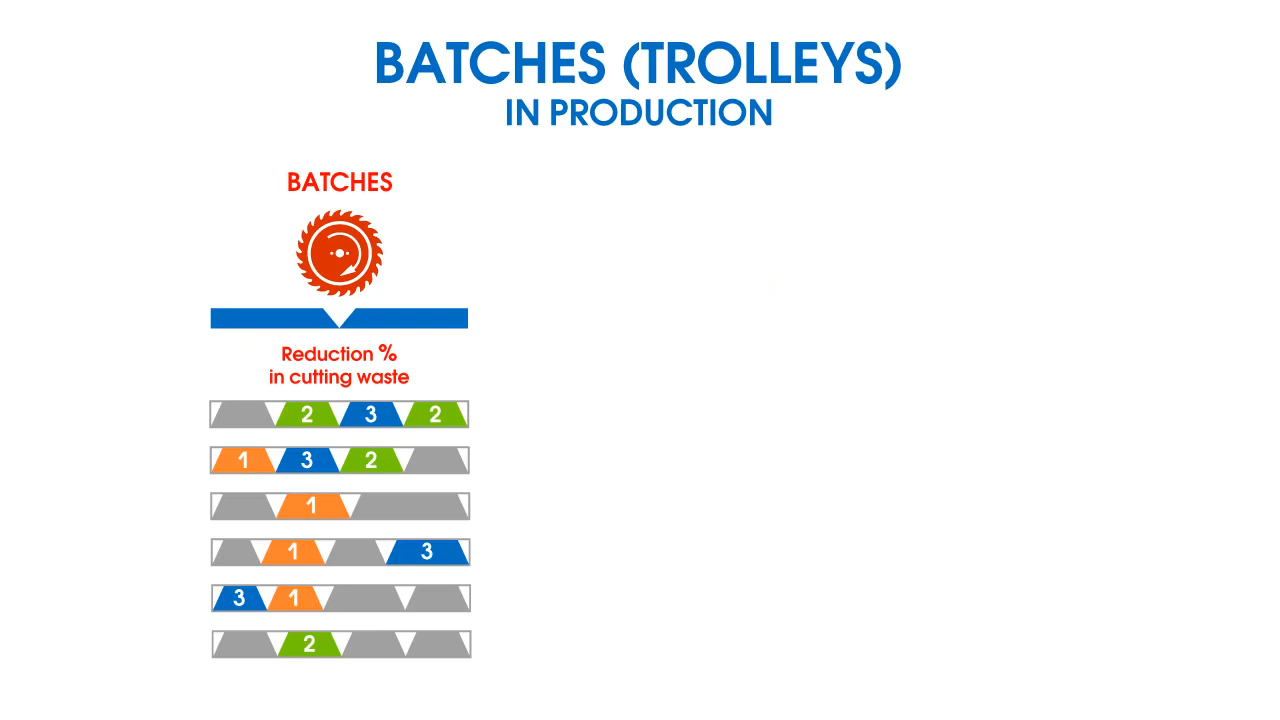 BATCHES (TROLLEYS)
IN PRODUCTION
BATCHES
Reduction %
in cutting waste
2 3 2
1 3 2
1
1 3
3 1
2